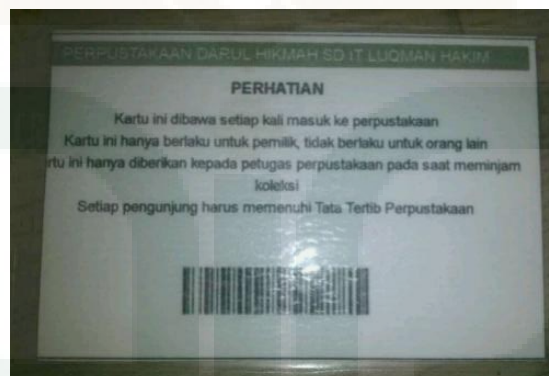 PERPUSTAKAAN DARUL HIKMAH SD IT LUQMAN HAKIM
PERHATIAN
Kartu ini dibawa setiap kali masuk ke perpustakaan
Kartu ini hanya berlaku untuk pemilik, tidak berlaku untuk orang lain
rtu ini hanya diberikan kepada petugas perpustakaan pada saat meminjam
koleksi
Setiap pengunjung harus memenuhi Tata Tertib Perpustakaan